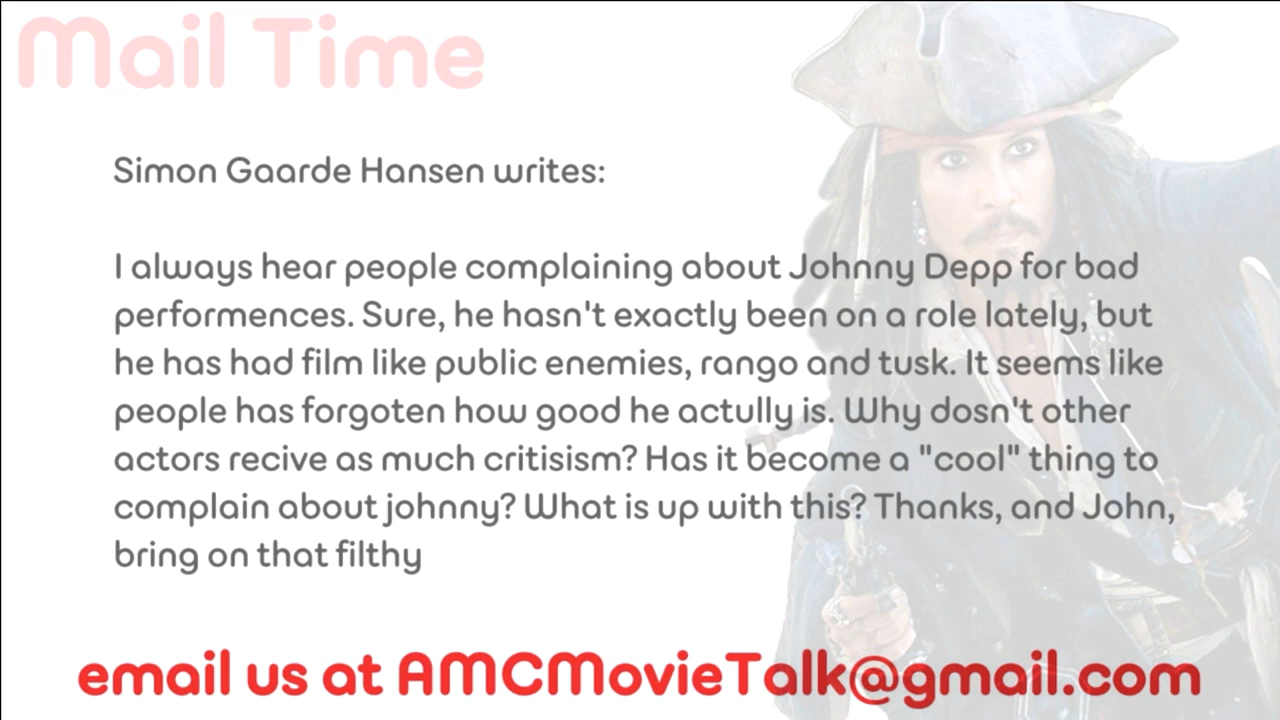 Mail Time
Simon Gaarde Hansen writes:
I always hear people complaining about Johnny Depp for bad
performences. Sure, he hasn't exactly been on a role lately, but
he has had film like public enemies, rango and tusk. It seems like
people has forgoten how good he actully is. Why dosn't other
actors recive as much critisism? Has it become a "cool" thing to
complain about johnny? What is up with this? Thanks, and John,
bring on that filthy
email us at AMCMovieTalk@gmail.com